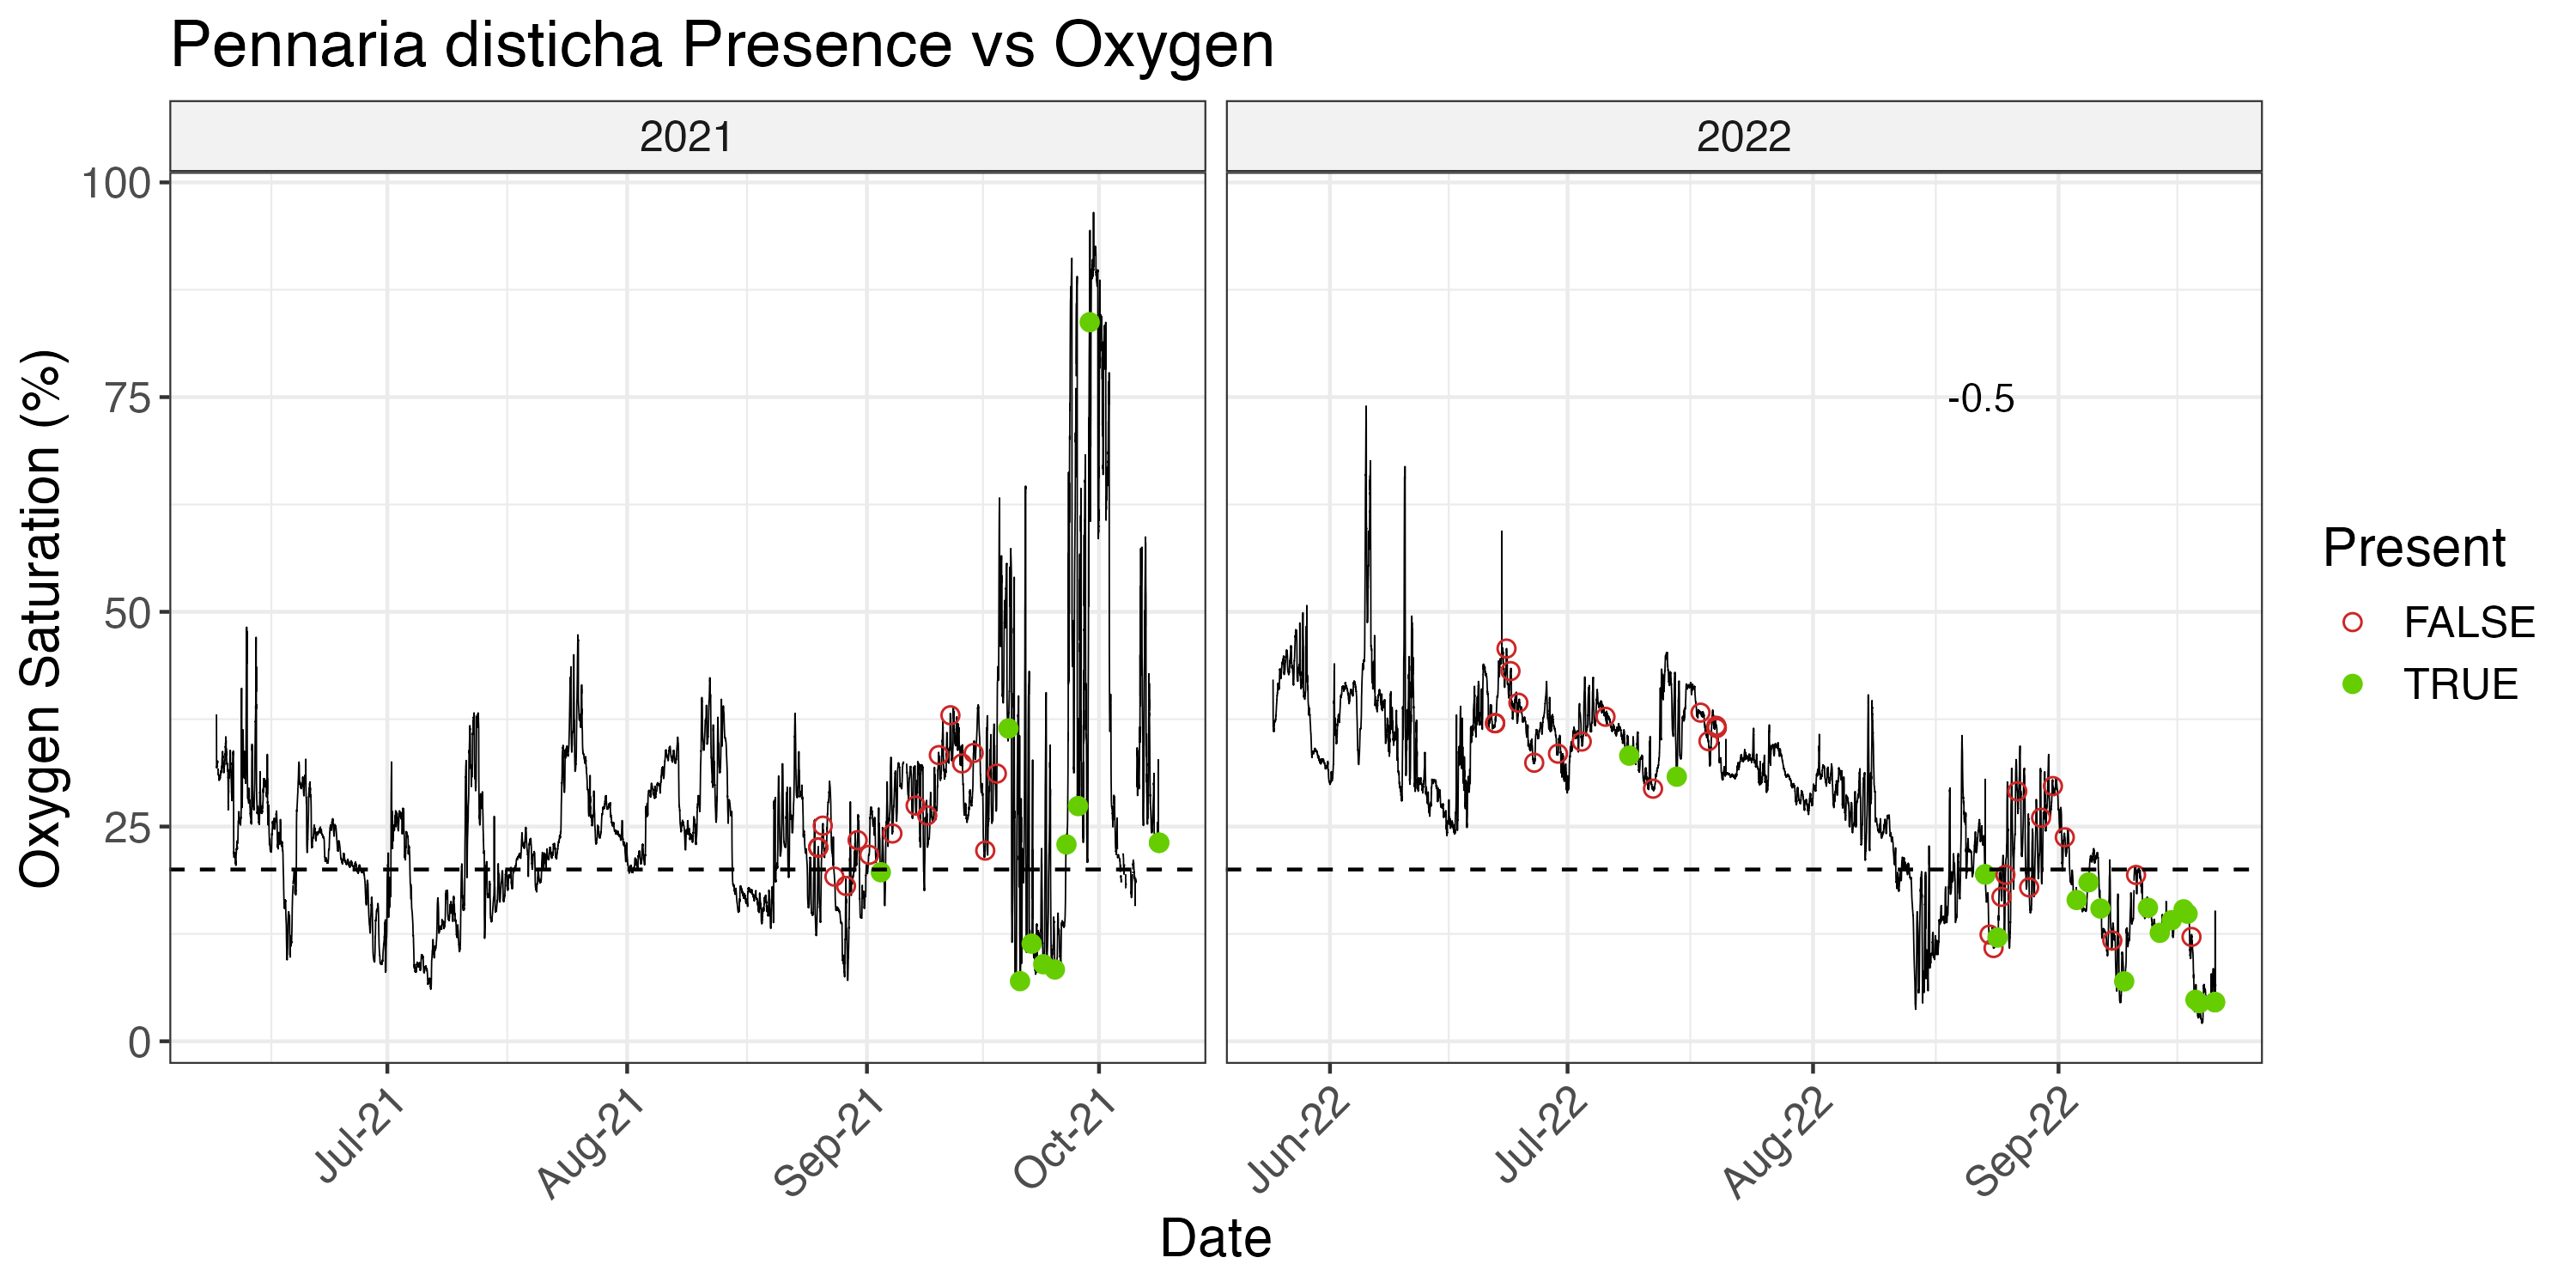 Pennaria disticha Presence vs Oxygen
2021
2022
Oxygen Saturation (%)
100
75
50
25
0
-0.5
Jul-21
Aug-21
Sep-21
Oct-21
Jun-22
Jul-22
Aug-22
Sep-22
Date
Present
FALSE
TRUE